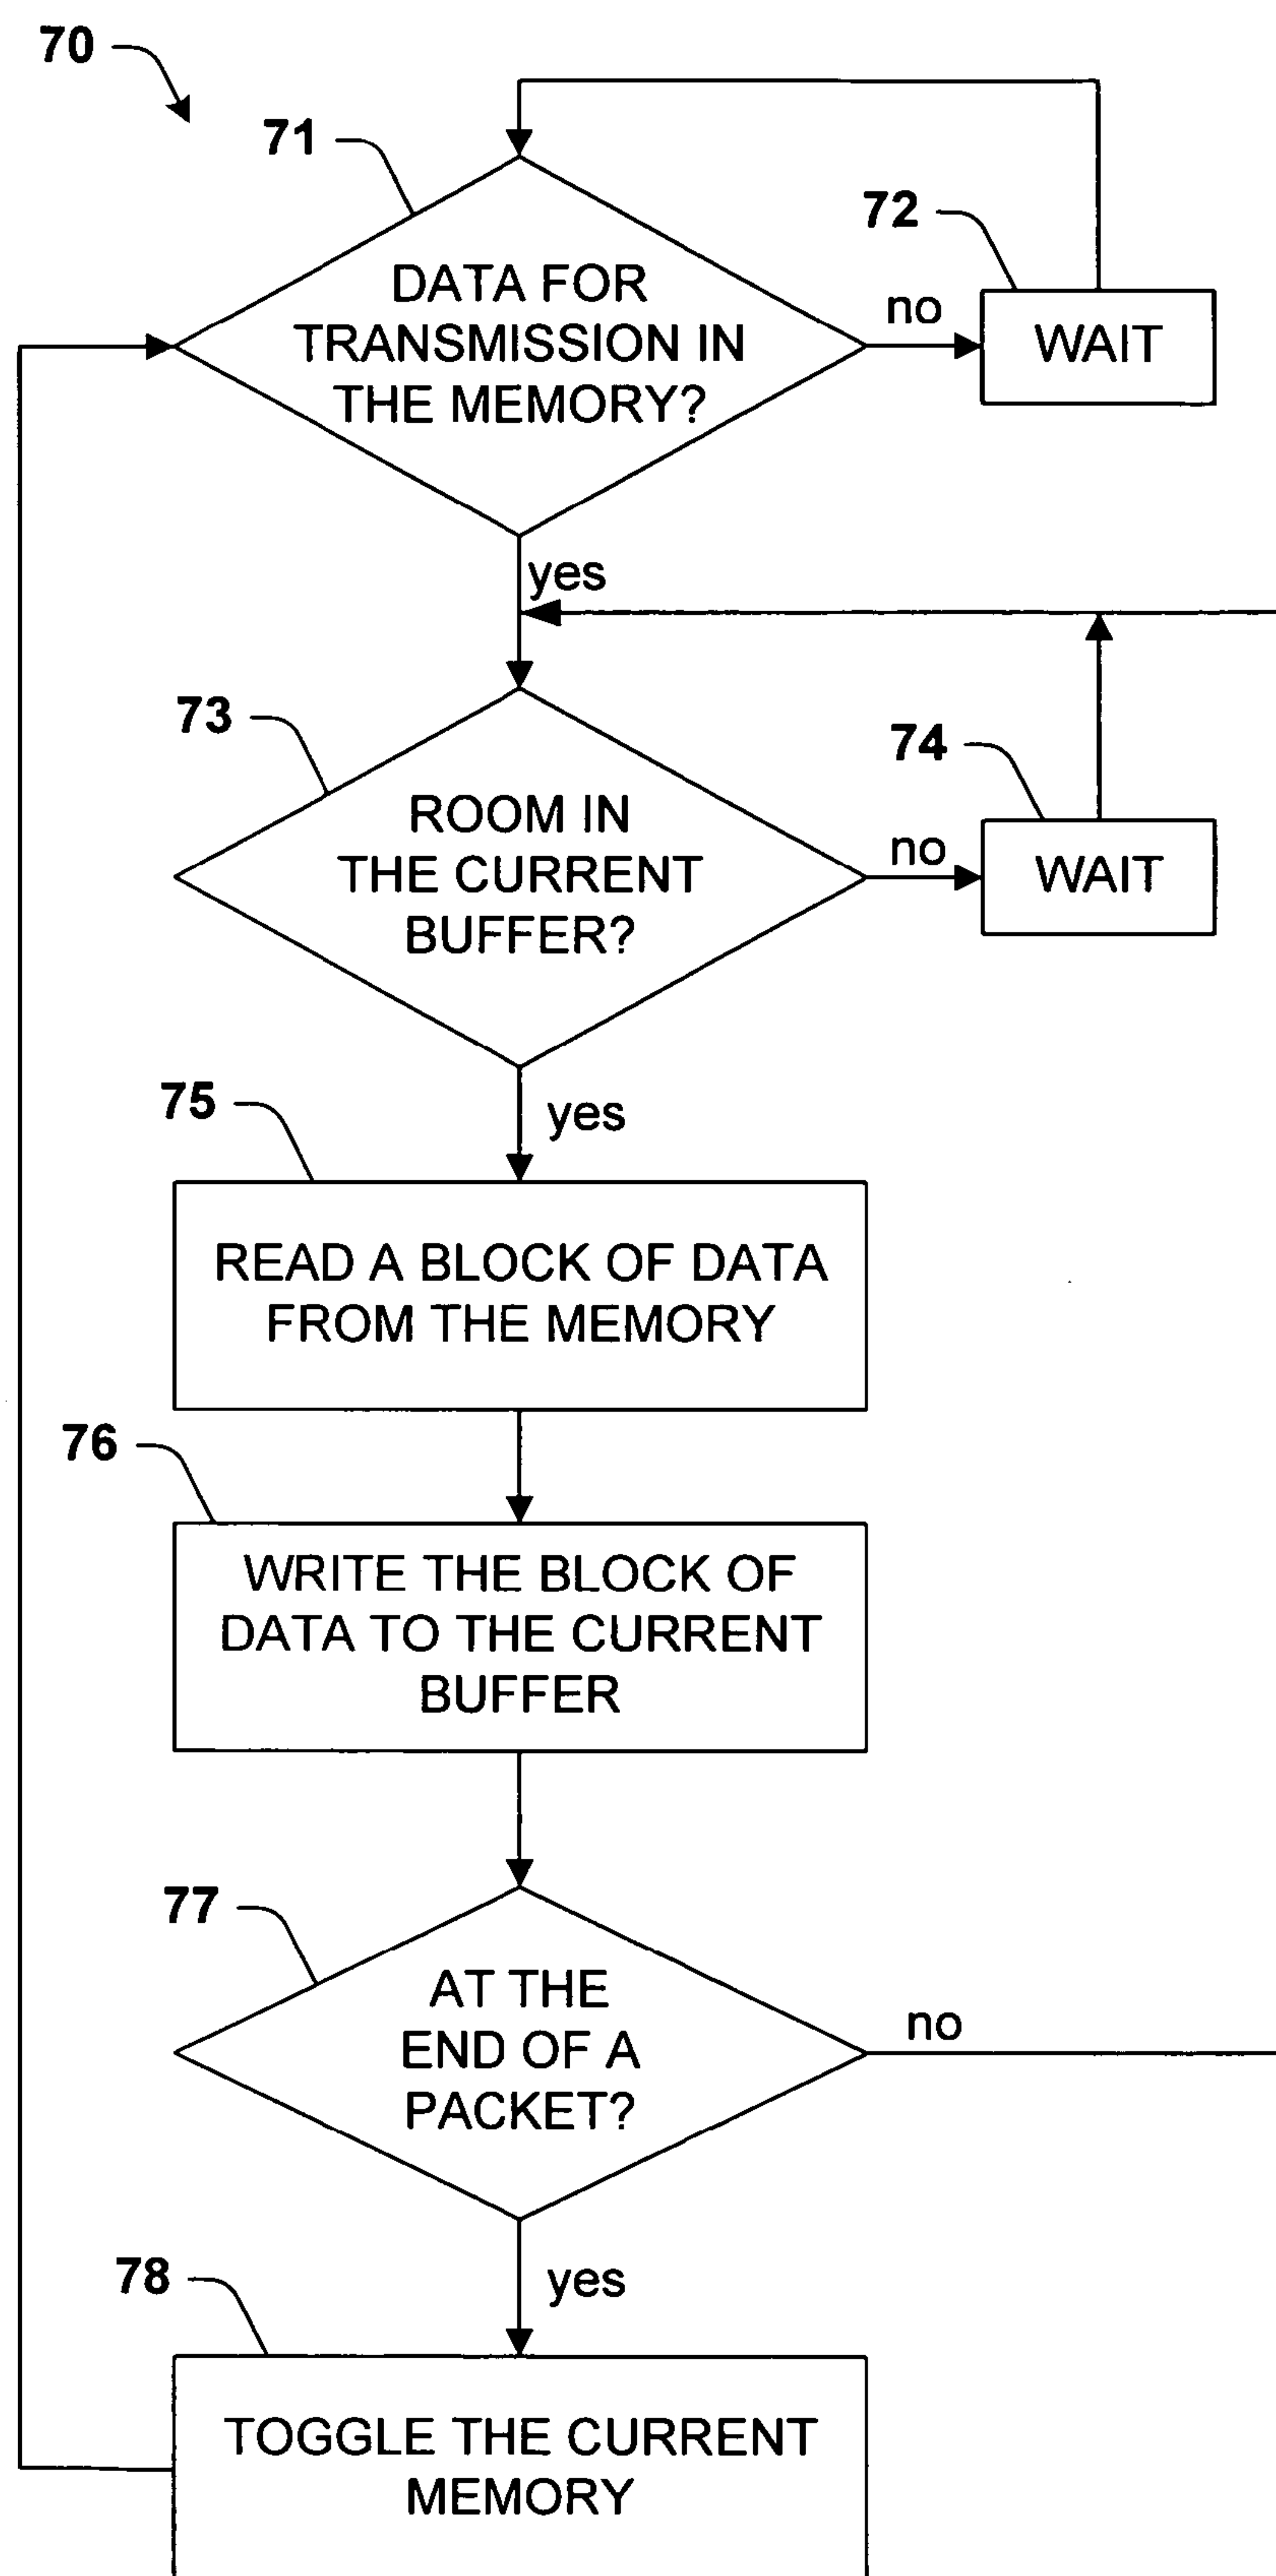 70
71
DATA FOR
TRANSMISSION IN
THE MEMORY?
no
72
WAIT
yes
73
ROOM IN
THE CURRENT
BUFFER?
no
74
WAIT
yes
75
READ A BLOCK OF DATA
FROM THE MEMORY
76
WRITE THE BLOCK OF
DATA TO THE CURRENT
BUFFER
77
AT THE
END OF A
PACKET?
no
yes
78
TOGGLE THE CURRENT
MEMORY